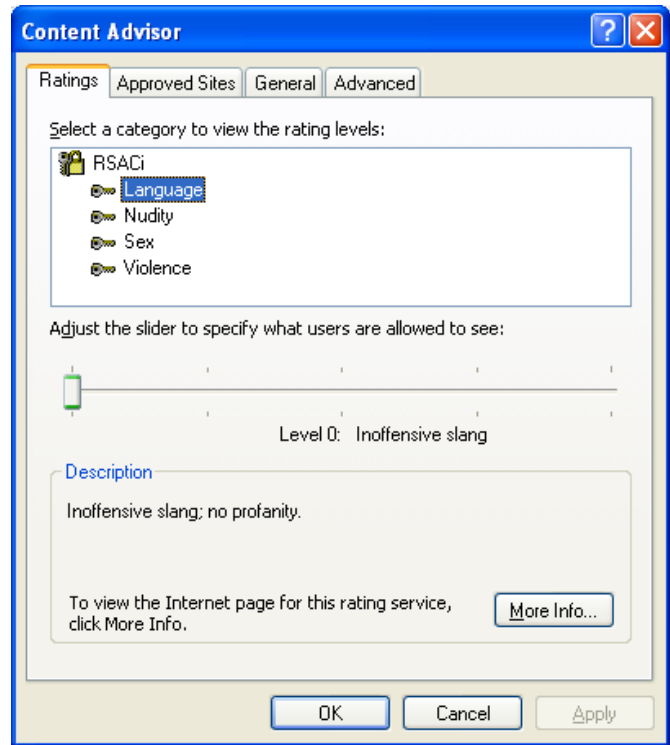 Content Advisor
Ratings Approved Sites General Advanced
Select a category to view the rating levels:
RSACi
Language
Nudity
Sex
Violence
Adjust the slider to specify what users are allowed to see:
Level 0: Inoffensive slang
Description
Inoffensive slang; no profanity.
To view the Internet page for this rating service,
click More Info.
More Info...
OK Cancel Apply